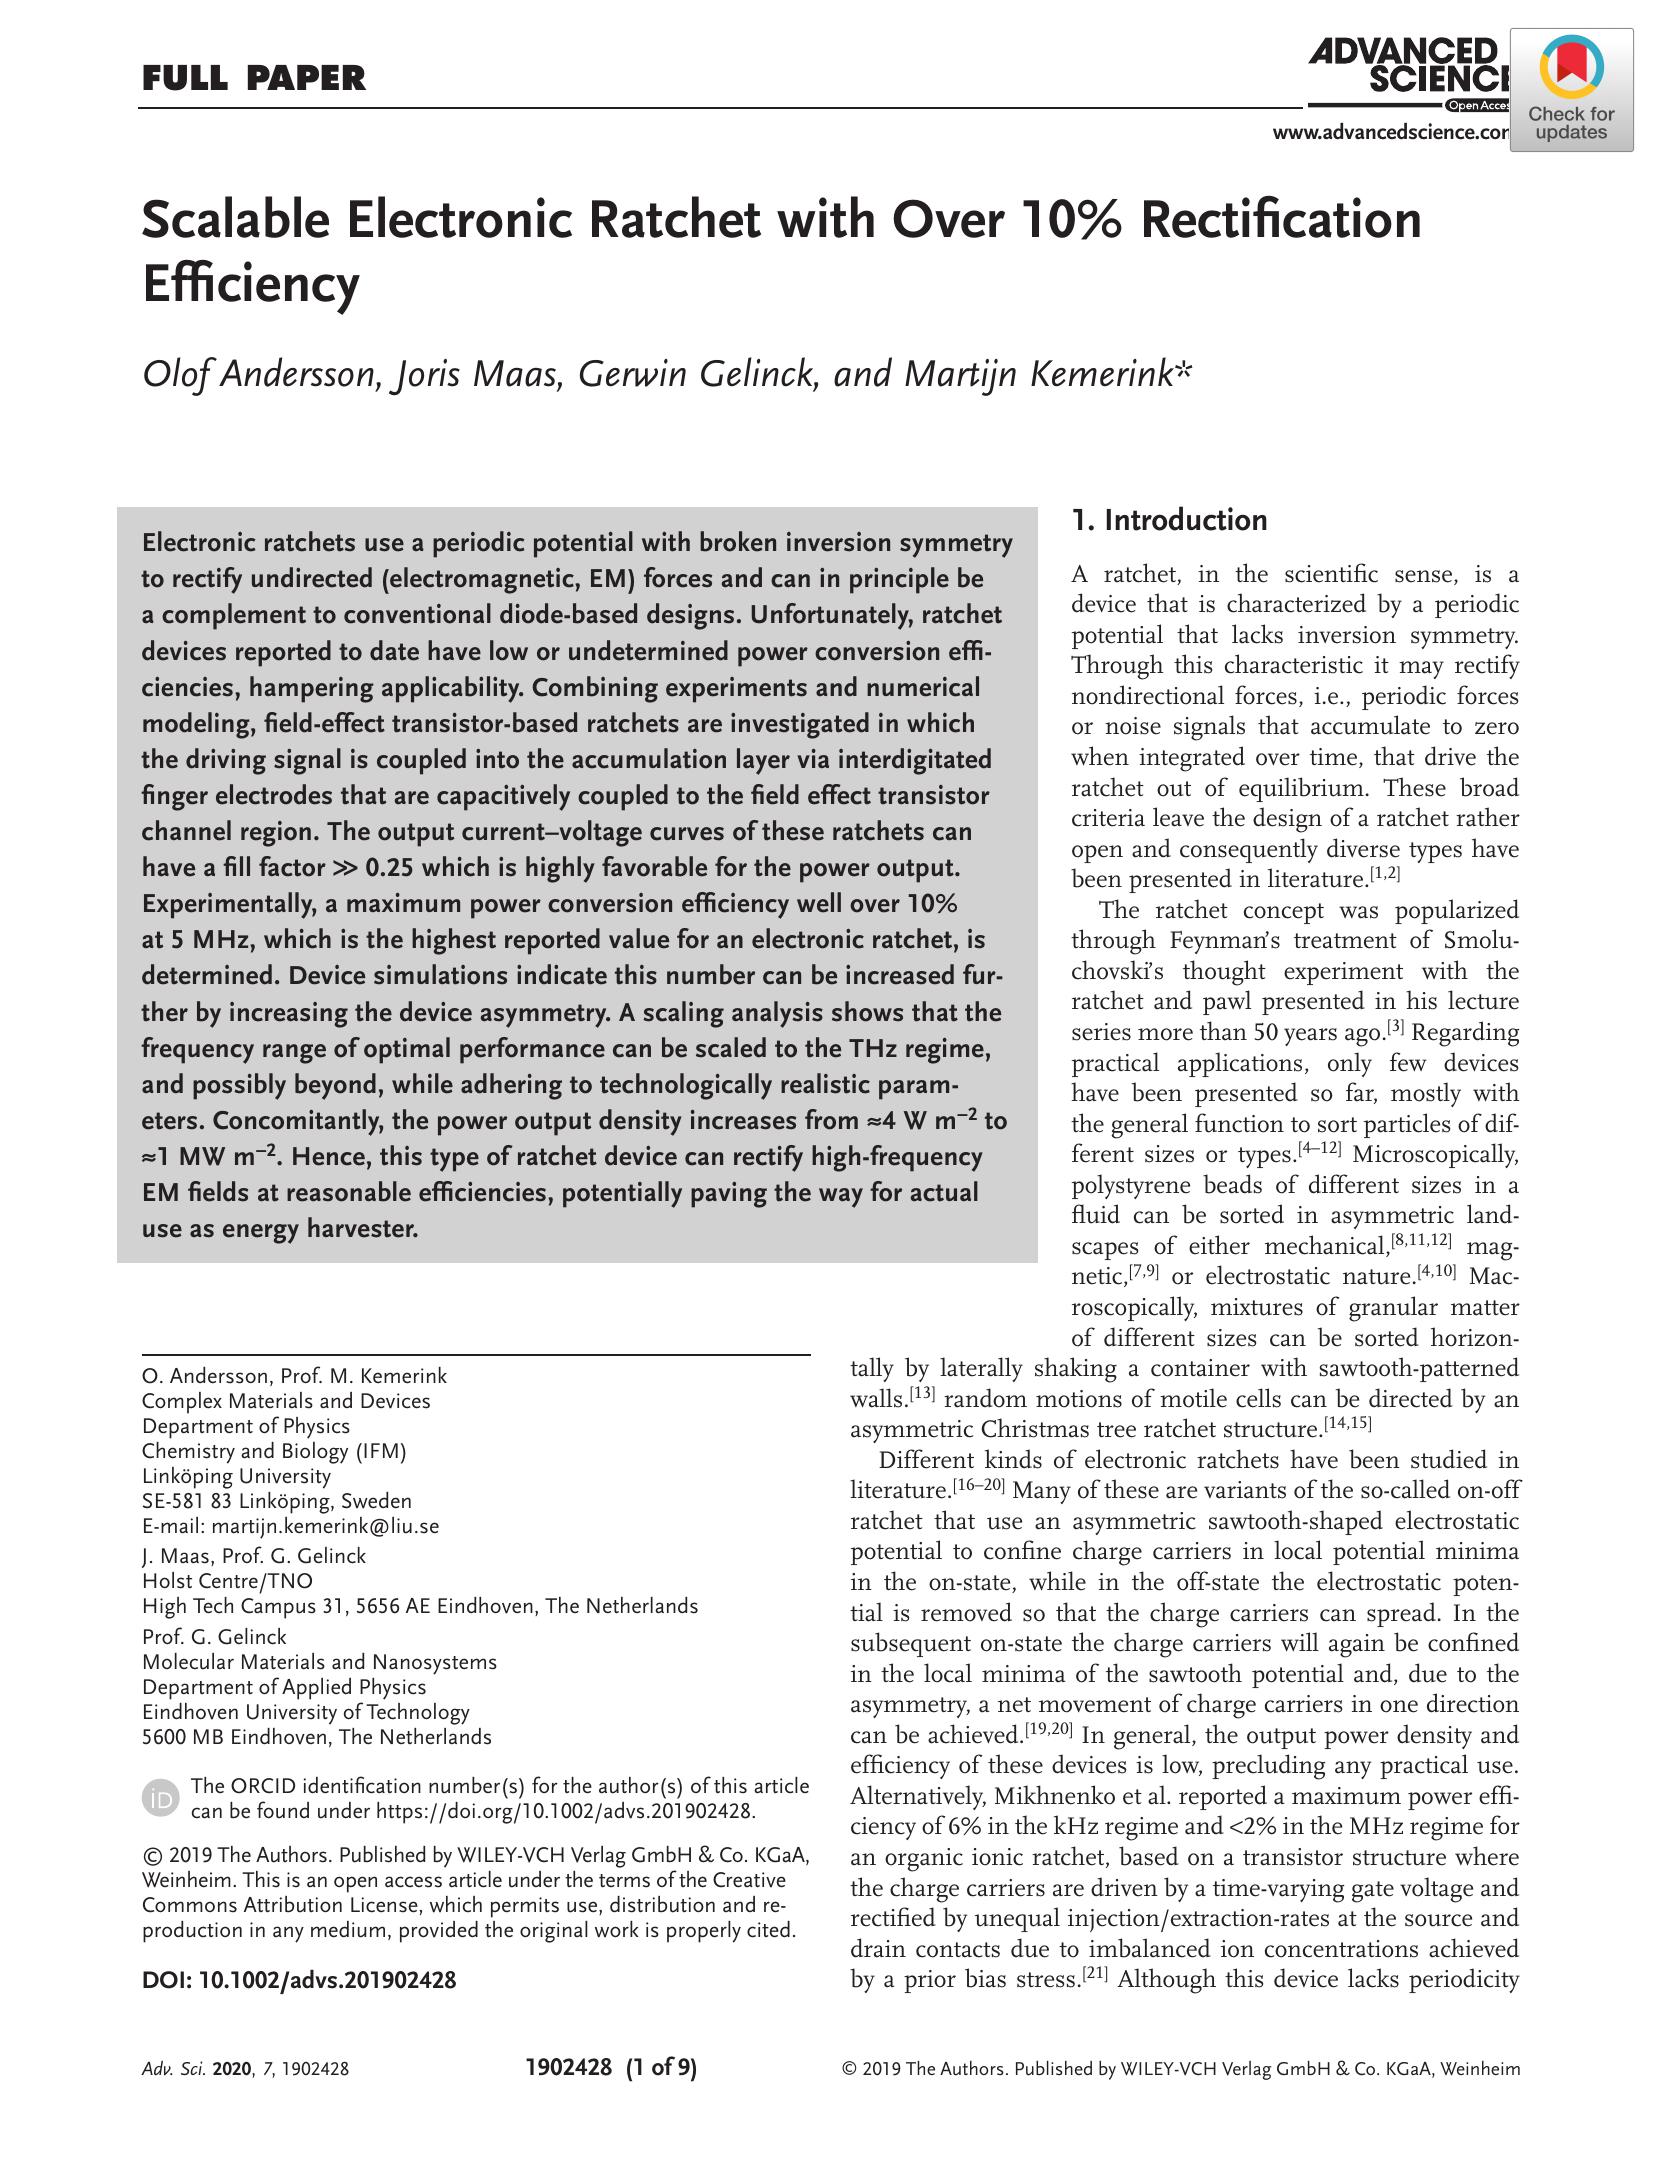 FULL PAPER
ADVANCED
SCIENCE
Open Acces
www.advancedscience.com
Check for
updates
Scalable Electronic Ratchet with Over 10% Rectification
Efficiency
Olof Andersson, Joris Maas, Gerwin Gelinck, and Martijn Kemerink*
Electronic ratchets use a periodic potential with broken inversion symmetry
to rectify undirected (electromagnetic, EM) forces and can in principle be
a complement to conventional diode-based designs. Unfortunately, ratchet
devices reported to date have low or undetermined power conversion effi-
ciencies, hampering applicability. Combining experiments and numerical
modeling, field-effect transistor-based ratchets are investigated in which
the driving signal is coupled into the accumulation layer via interdigitated
finger electrodes that are capacitively coupled to the field effect transistor
channel region. The output current–voltage curves of these ratchets can
have a fill factor ≫ 0.25 which is highly favorable for the power output.
Experimentally, a maximum power conversion efficiency well over 10%
at 5 MHz, which is the highest reported value for an electronic ratchet, is
determined. Device simulations indicate this number can be increased fur-
ther by increasing the device asymmetry. A scaling analysis shows that the
frequency range of optimal performance can be scaled to the THz regime,
and possibly beyond, while adhering to technologically realistic param-
eters. Concomitantly, the power output density increases from ≈4 W m⁻² to
≈1 MW m⁻². Hence, this type of ratchet device can rectify high-frequency
EM fields at reasonable efficiencies, potentially paving the way for actual
use as energy harvester.
O. Andersson, Prof. M. Kemerink
Complex Materials and Devices
Department of Physics
Chemistry and Biology (IFM)
Linköping University
SE-581 83 Linköping, Sweden
E-mail: martijn.kemerink@liu.se
J. Maas, Prof. G. Gelinck
Holst Centre/TNO
High Tech Campus 31, 5656 AE Eindhoven, The Netherlands
Prof. G. Gelinck
Molecular Materials and Nanosystems
Department of Applied Physics
Eindhoven University of Technology
5600 MB Eindhoven, The Netherlands
iD
The ORCID identification number(s) for the author(s) of this article
can be found under https://doi.org/10.1002/advs.201902428.
© 2019 The Authors. Published by WILEY-VCH Verlag GmbH & Co. KGaA,
Weinheim. This is an open access article under the terms of the Creative
Commons Attribution License, which permits use, distribution and re-
production in any medium, provided the original work is properly cited.
DOI: 10.1002/advs.201902428
1. Introduction
A ratchet, in the scientific sense, is a
device that is characterized by a periodic
potential that lacks inversion symmetry.
Through this characteristic it may rectify
nondirectional forces, i.e., periodic forces
or noise signals that accumulate to zero
when integrated over time, that drive the
ratchet out of equilibrium. These broad
criteria leave the design of a ratchet rather
open and consequently diverse types have
been presented in literature.[1,2]
The ratchet concept was popularized
through Feynman's treatment of Smolu-
chovski's thought experiment with the
ratchet and pawl presented in his lecture
series more than 50 years ago.[3] Regarding
practical applications, only few devices
have been presented so far, mostly with
the general function to sort particles of dif-
ferent sizes or types.[4–12] Microscopically,
polystyrene beads of different sizes in a
fluid can be sorted in asymmetric land-
scapes of either mechanical,[8,11,12] mag-
netic,[7,9] or electrostatic nature.[4,10] Mac-
roscopically, mixtures of granular matter
of different sizes can be sorted horizon-
tally by laterally shaking a container with sawtooth-patterned
walls.[13] random motions of motile cells can be directed by an
asymmetric Christmas tree ratchet structure.[14,15]
Different kinds of electronic ratchets have been studied in
literature.[16–20] Many of these are variants of the so-called on-off
ratchet that use an asymmetric sawtooth-shaped electrostatic
potential to confine charge carriers in local potential minima
in the on-state, while in the off-state the electrostatic poten-
tial is removed so that the charge carriers can spread. In the
subsequent on-state the charge carriers will again be confined
in the local minima of the sawtooth potential and, due to the
asymmetry, a net movement of charge carriers in one direction
can be achieved.[19,20] In general, the output power density and
efficiency of these devices is low, precluding any practical use.
Alternatively, Mikhnenko et al. reported a maximum power effi-
ciency of 6% in the kHz regime and <2% in the MHz regime for
an organic ionic ratchet, based on a transistor structure where
the charge carriers are driven by a time-varying gate voltage and
rectified by unequal injection/extraction-rates at the source and
drain contacts due to imbalanced ion concentrations achieved
by a prior bias stress.[21] Although this device lacks periodicity
Adv. Sci. 2020, 7, 1902428
1902428 (1 of 9)
© 2019 The Authors. Published by WILEY-VCH Verlag GmbH & Co. KGaA, Weinheim